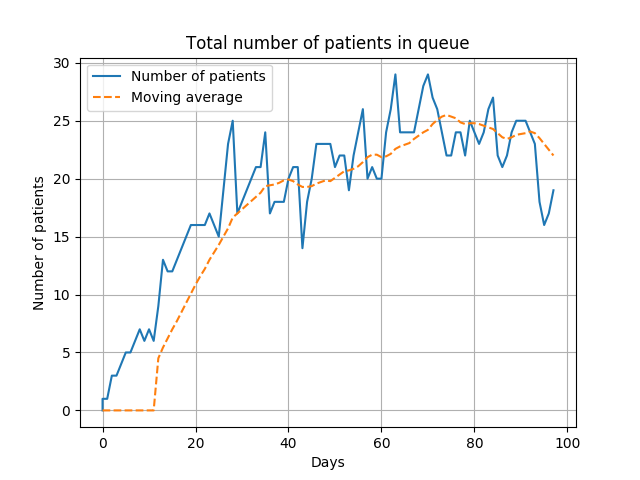 Total number of patients in queue
Number of patients
Moving average
Number of patients
30
25
20
15
10
5
0
0 20 40 60 80 100
Days